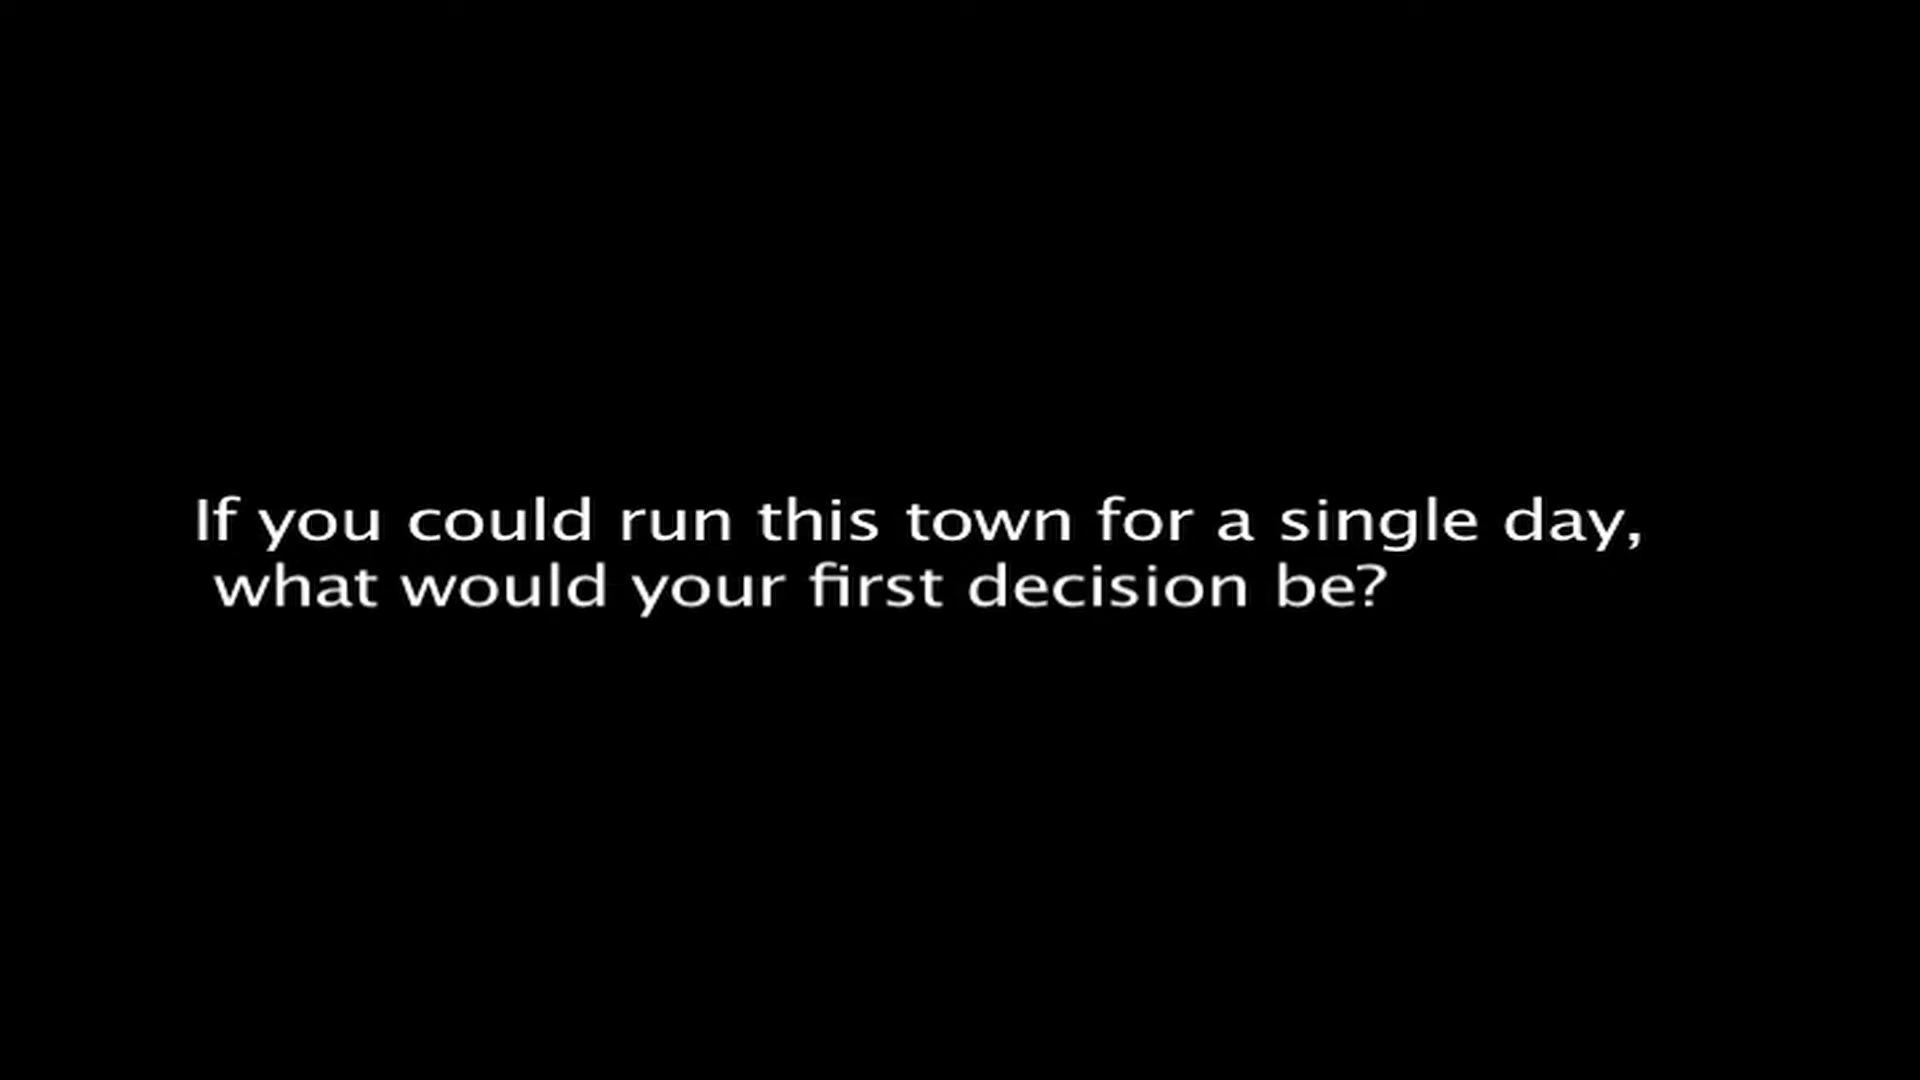 If you could run this town for a single day,
what would your first decision be?